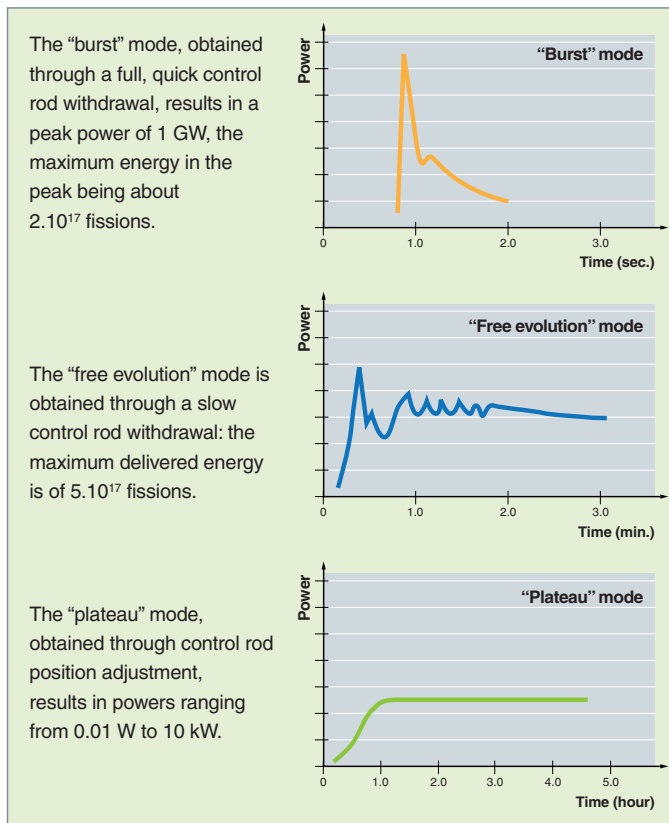 The “burst” mode, obtained
through a full, quick control
rod withdrawal, results in a
peak power of 1 GW, the
maximum energy in the
peak being about
2.10¹⁷ fissions.
Power
“Burst” mode
0 1.0 2.0 3.0
Time (sec.)
The “free evolution” mode is
obtained through a slow
control rod withdrawal: the
maximum delivered energy
is of 5.10¹⁷ fissions.
Power
“Free evolution” mode
0 1.0 2.0 3.0
Time (min.)
The “plateau” mode,
obtained through control rod
position adjustment,
results in powers ranging
from 0.01 W to 10 kW.
Power
“Plateau” mode
0 1.0 2.0 3.0 4.0 5.0
Time (hour)